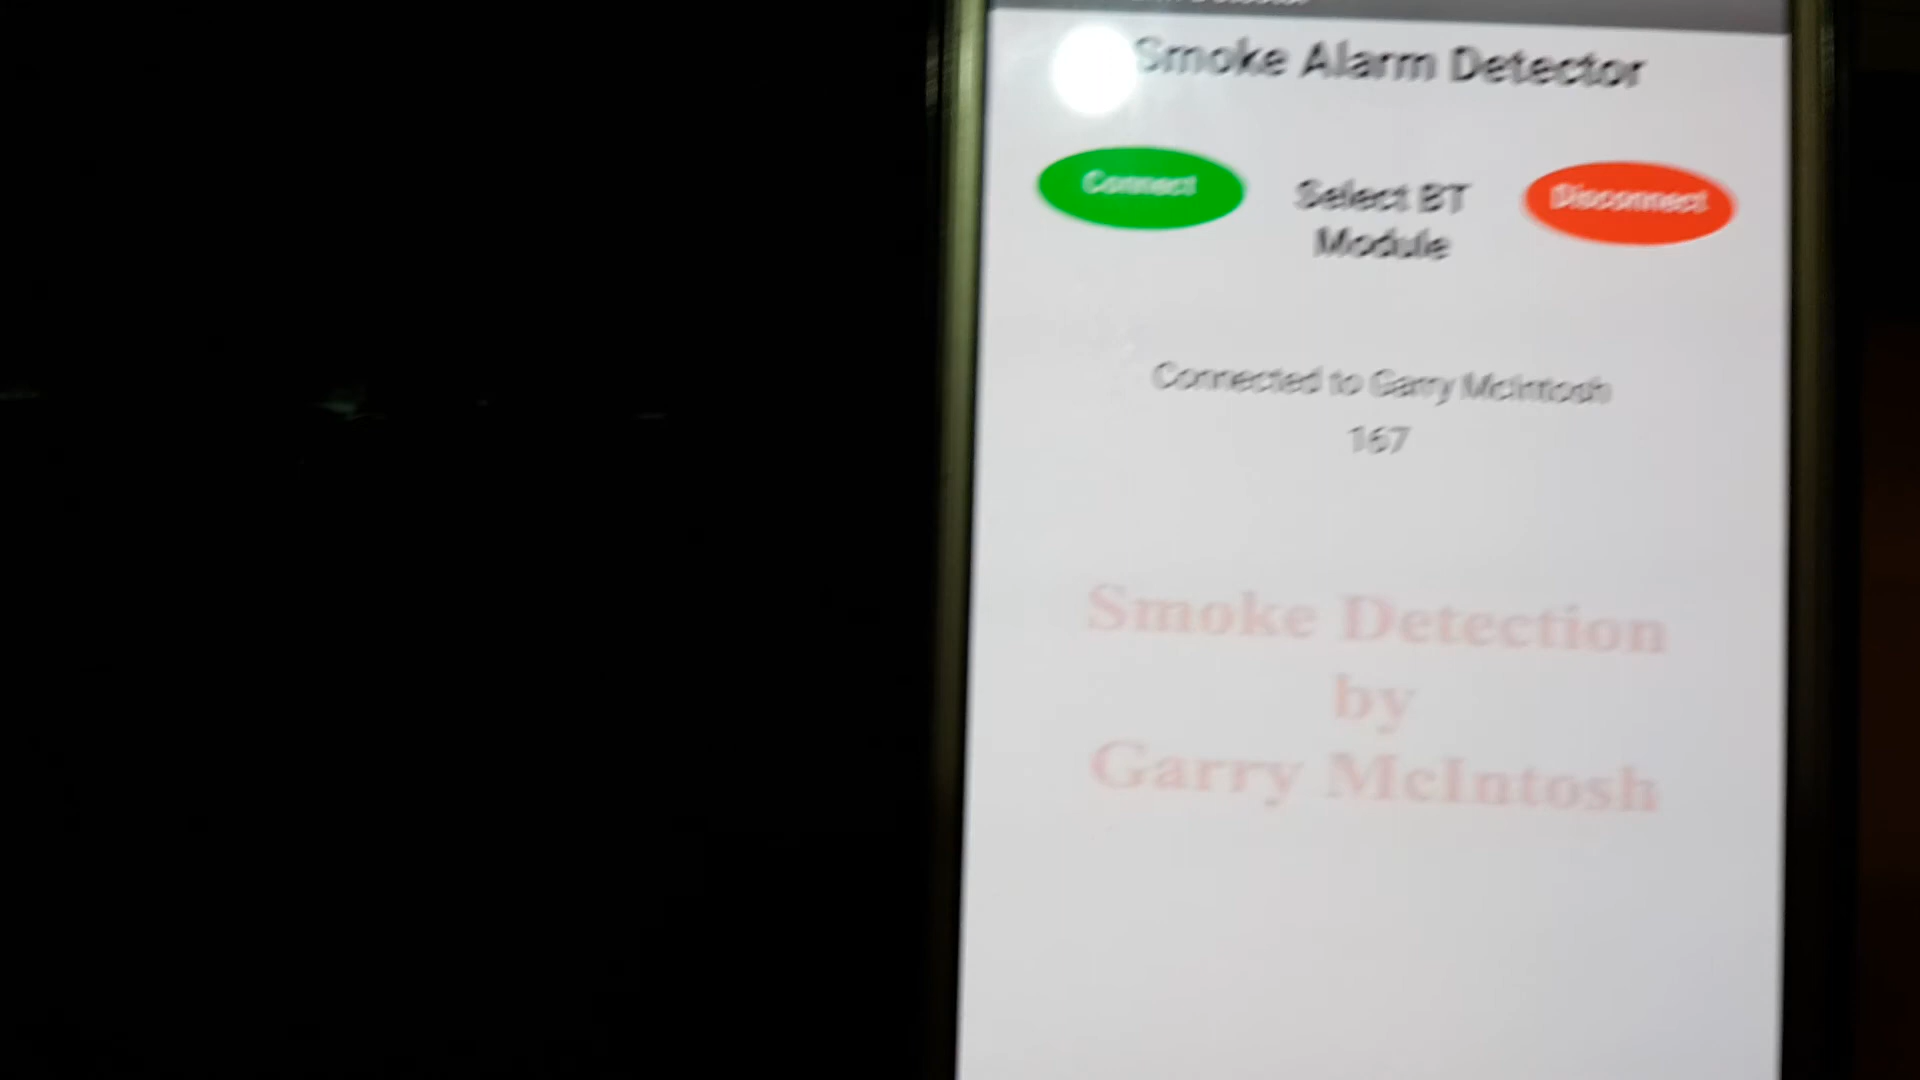 Smoke Alarm Detector
Connect
Select BT
Module
Disconnect
Connected to Garry McIntosh
167
Smoke Detection
by
Garry McIntosh